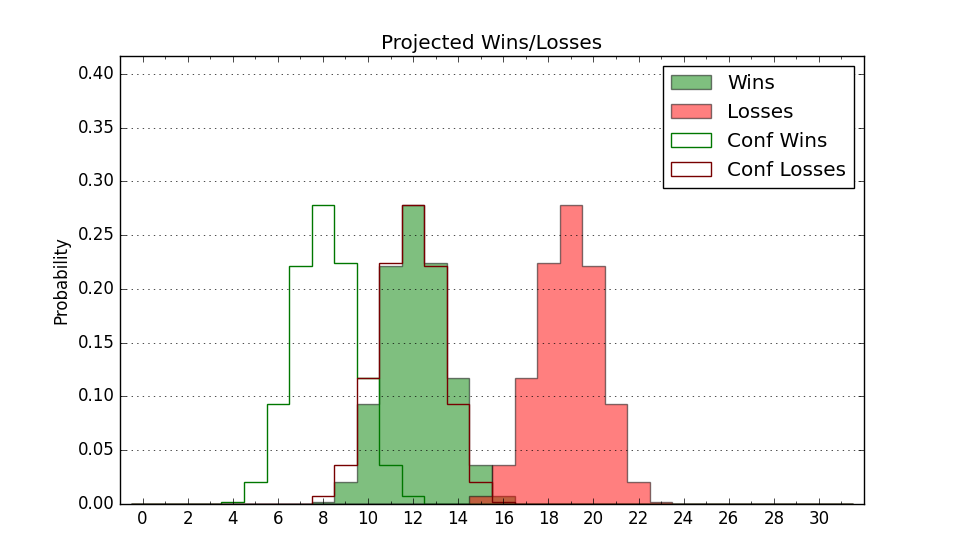 Projected Wins/Losses
Wins
Losses
Conf Wins
Conf Losses
Probability
0.40
0.35
0.30
0.25
0.20
0.15
0.10
0.05
0.00
0 2 4 6 8 10 12 14 16 18 20 22 24 26 28 30